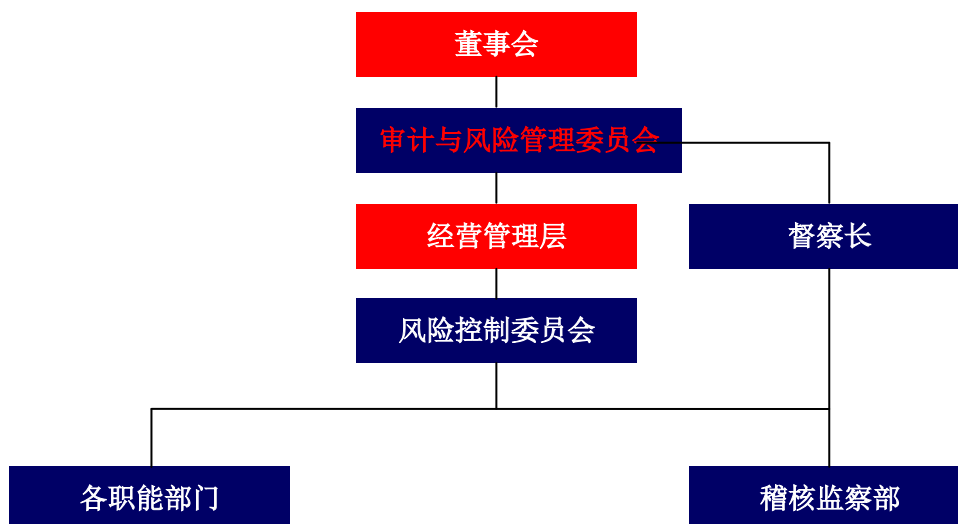 董事会
审计与风险管理委员会
经营管理层
督察长
风险控制委员会
各职能部门
稽核监察部